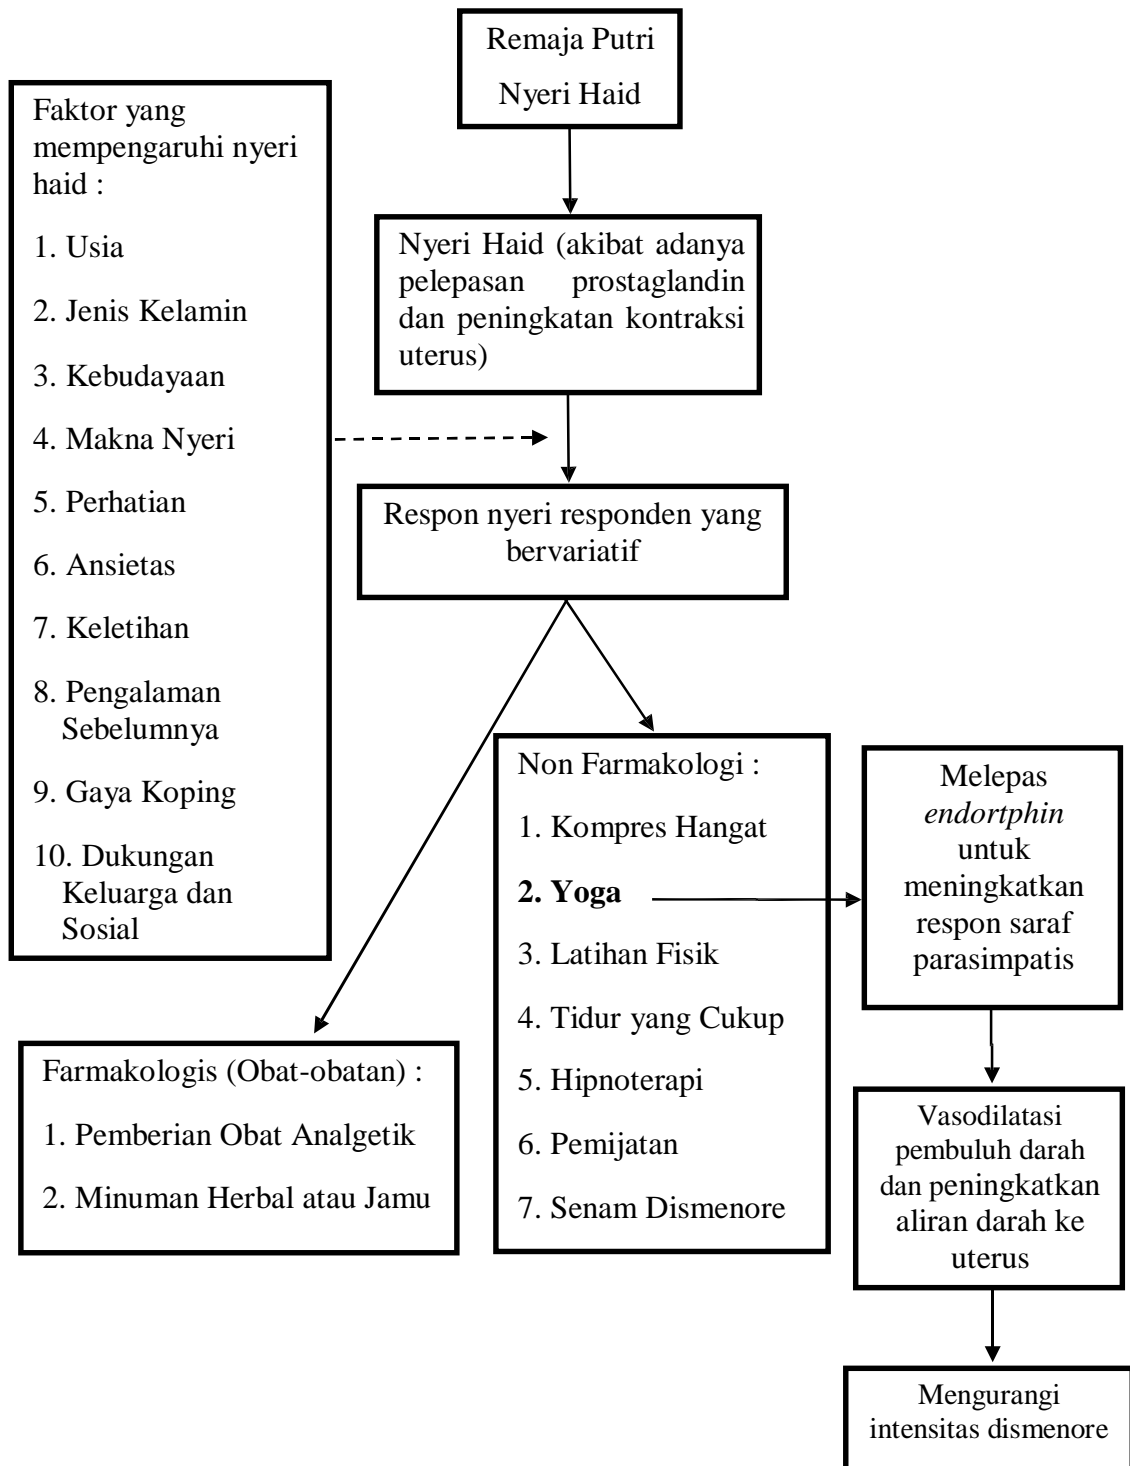 Remaja Putri
Nyeri Haid
Faktor yang
mempengaruhi nyeri
haid :
1. Usia
2. Jenis Kelamin
3. Kebudayaan
4. Makna Nyeri
5. Perhatian
6. Ansietas
7. Keletihan
8. Pengalaman
Sebelumnya
9. Gaya Koping
10. Dukungan
Keluarga dan
Sosial
Nyeri Haid (akibat adanya
pelepasan prostaglandin
dan peningkatan kontraksi
uterus)
Respon nyeri responden yang
bervariatif
Non Farmakologi :
1. Kompres Hangat
2. Yoga
3. Latihan Fisik
4. Tidur yang Cukup
5. Hipnoterapi
6. Pemijatan
7. Senam Dismenore
Melepas
endortphin
untuk
meningkatkan
respon saraf
parasimpatis
Farmakologis (Obat-obatan) :
1. Pemberian Obat Analgetik
2. Minuman Herbal atau Jamu
Vasodilatasi
pembuluh darah
dan peningkatkan
aliran darah ke
uterus
Mengurangi
intensitas dismenore